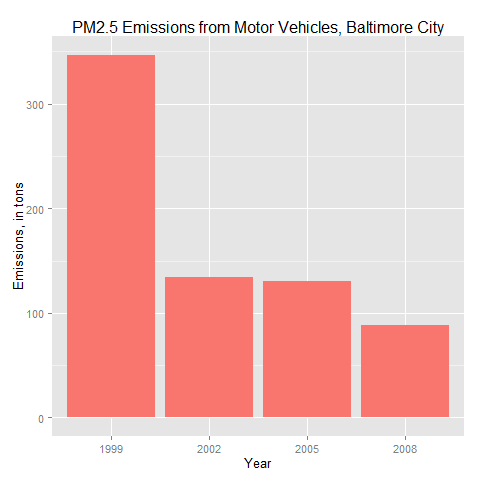 PM2.5 Emissions from Motor Vehicles, Baltimore City
Emissions, in tons
300
200
100
0
1999 2002 2005 2008
Year